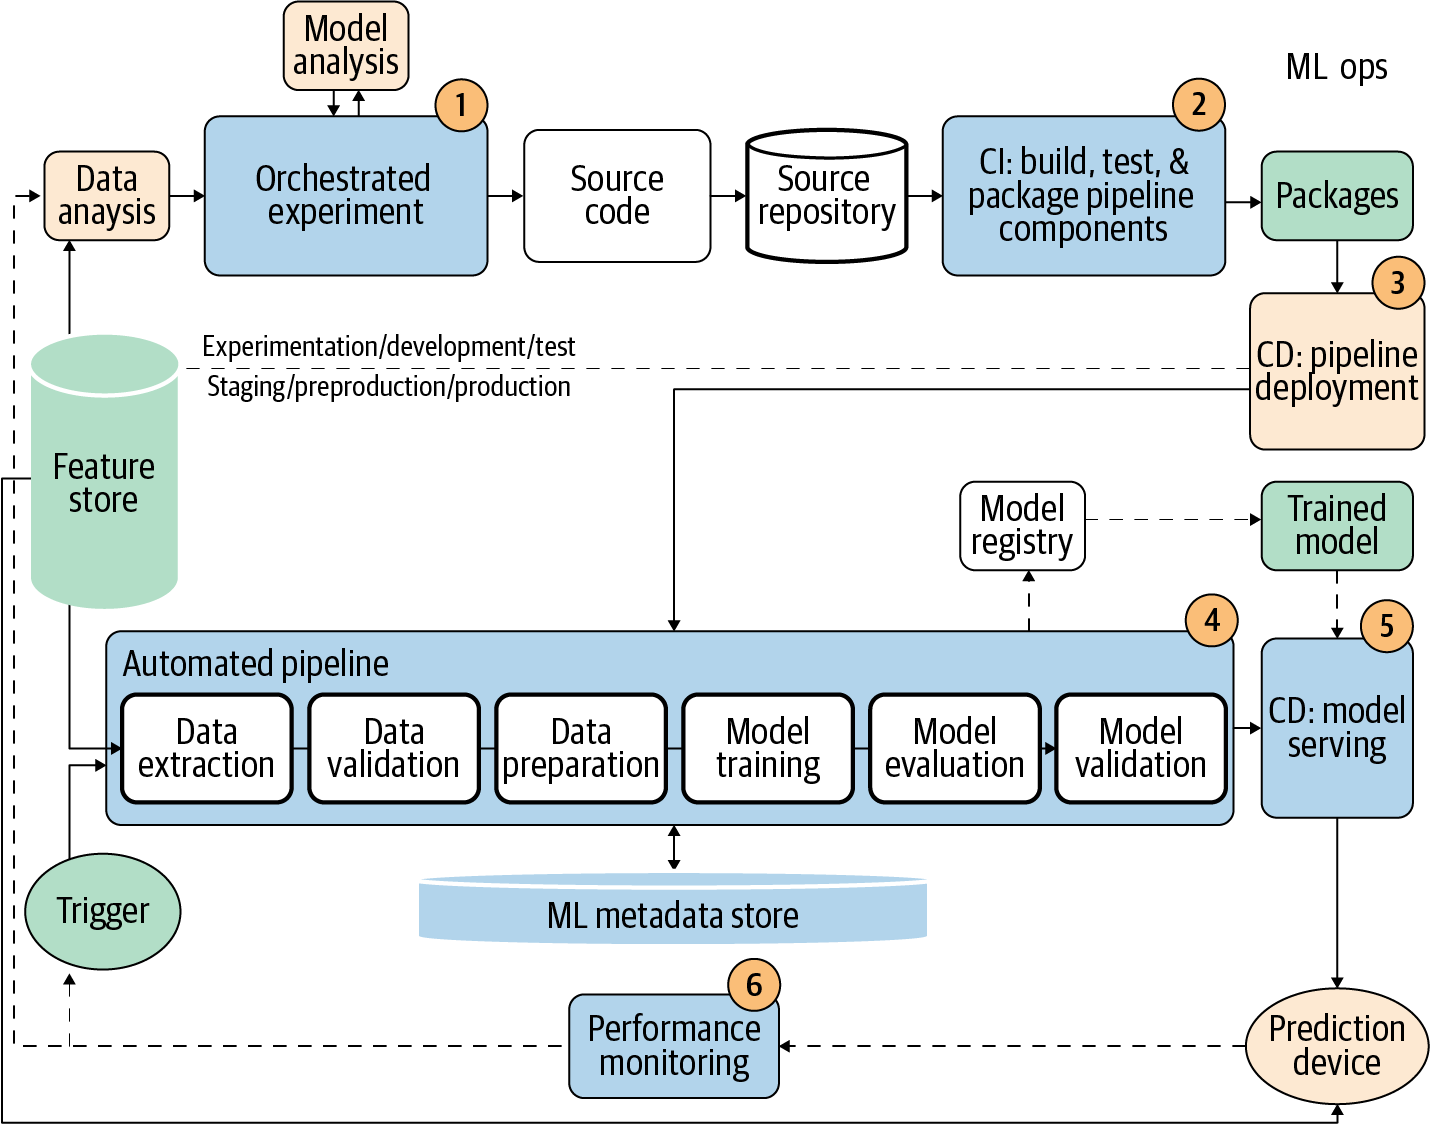 Model
analysis
ML ops
1
2
Data
anaysis
Orchestrated
experiment
Source
code
Source
repository
CI: build, test, &
package pipeline
components
Packages
3
Experimentation/development/test
Staging/preproduction/production
CD: pipeline
deployment
Feature
store
Model
registry
Trained
model
4
5
Automated pipeline
Data
extraction
Data
validation
Data
preparation
Model
training
Model
evaluation
Model
validation
CD: model
serving
Trigger
ML metadata store
6
Performance
monitoring
Prediction
device